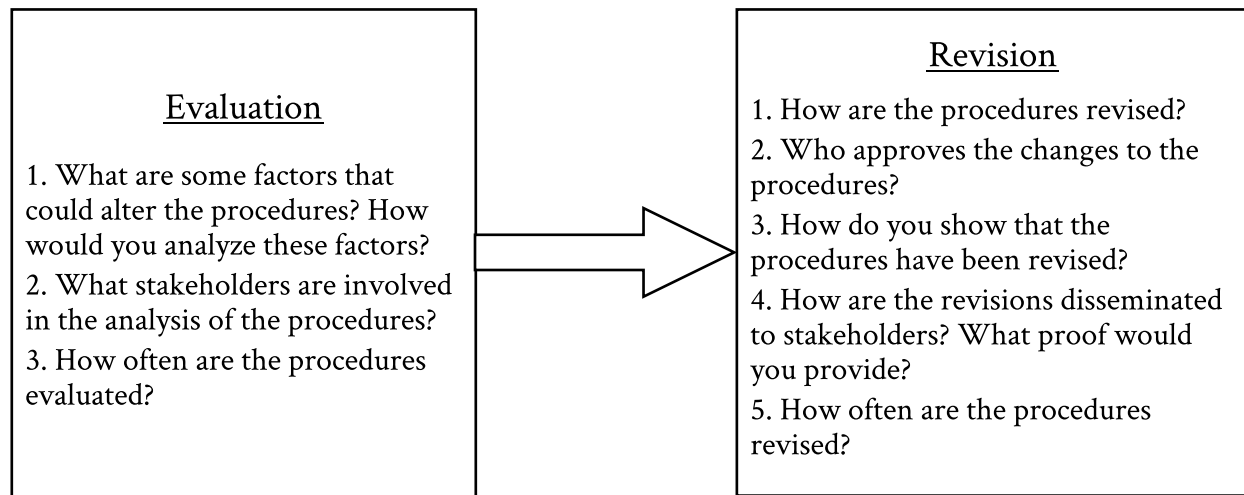 Evaluation
1. What are some factors that
could alter the procedures? How
would you analyze these factors?
2. What stakeholders are involved
in the analysis of the procedures?
3. How often are the procedures
evaluated?
Revision
1. How are the procedures revised?
2. Who approves the changes to the
procedures?
3. How do you show that the
procedures have been revised?
4. How are the revisions disseminated
to stakeholders? What proof would
you provide?
5. How often are the procedures
revised?